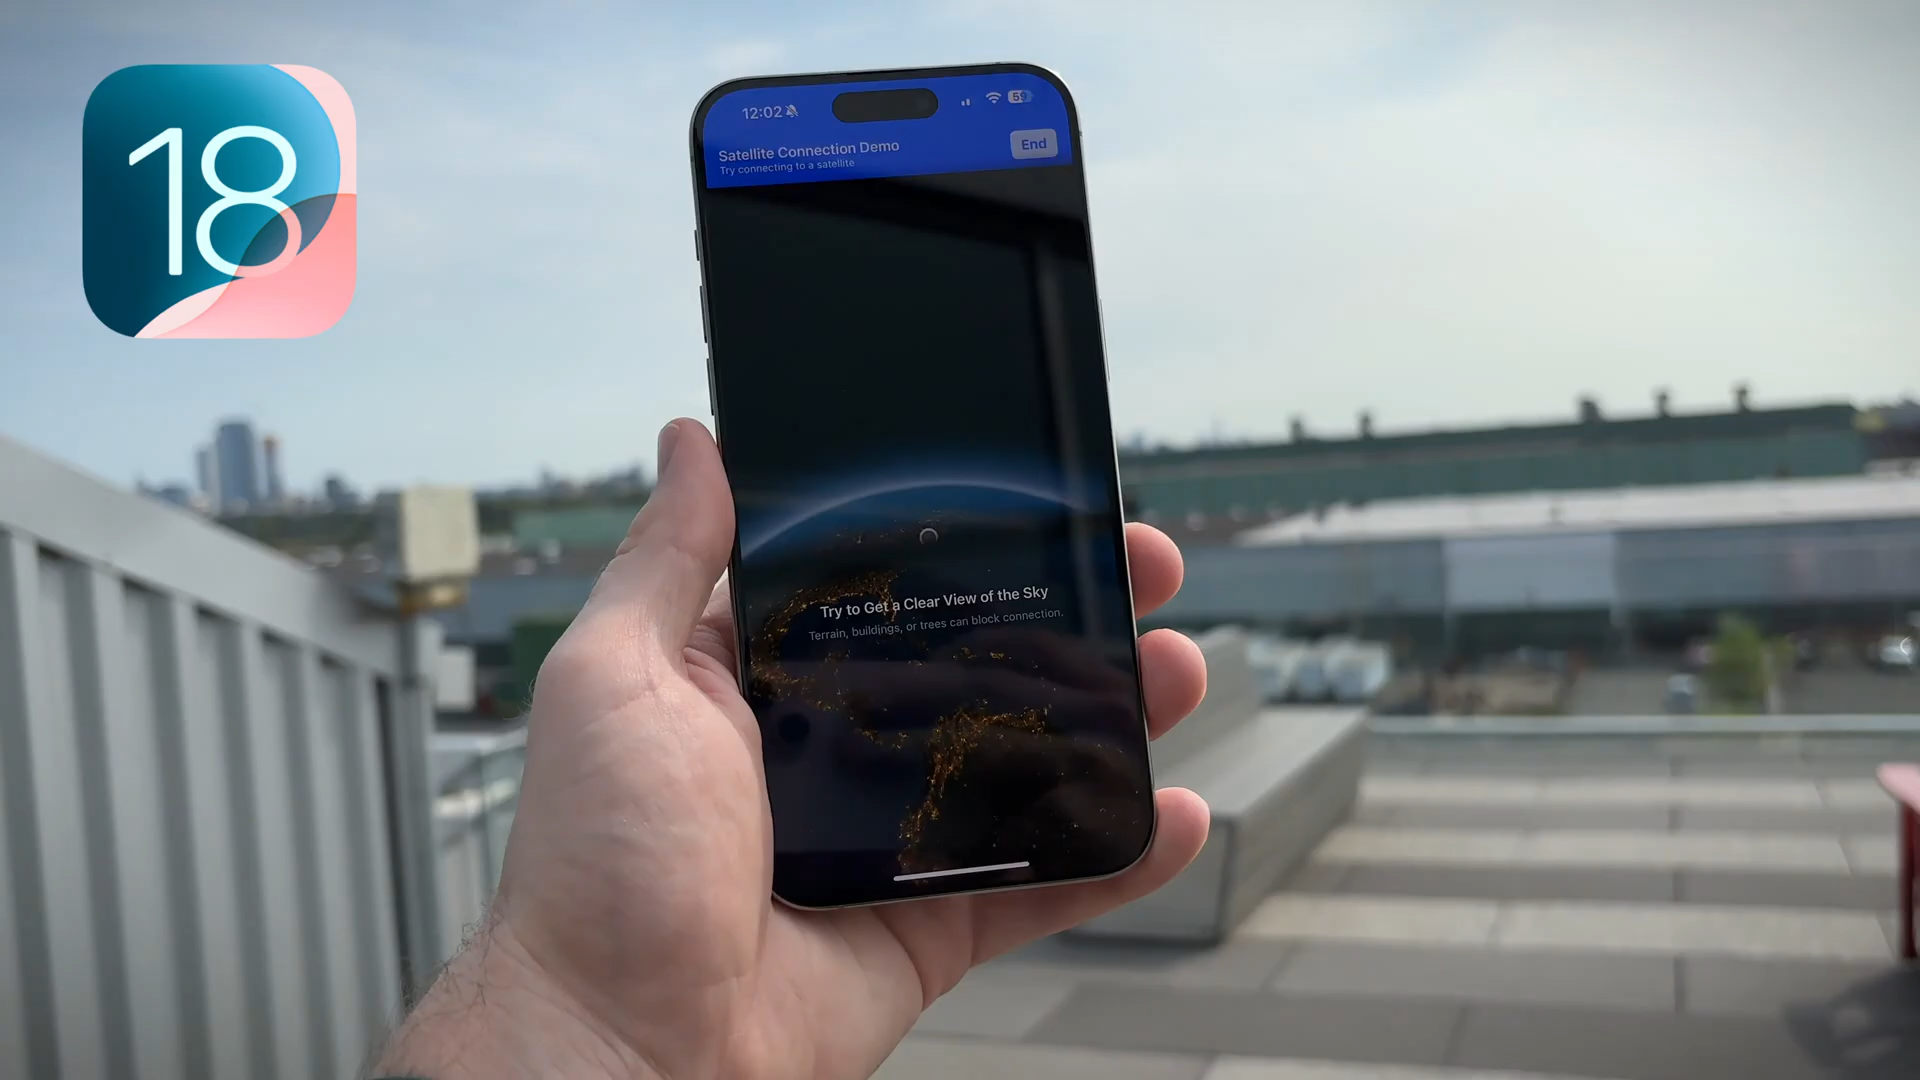 18
12:02
59
Satellite Connection Demo
Try connecting to a satellite
End
Try to Get a Clear View of the Sky
Terrain, buildings, or trees can block connection.